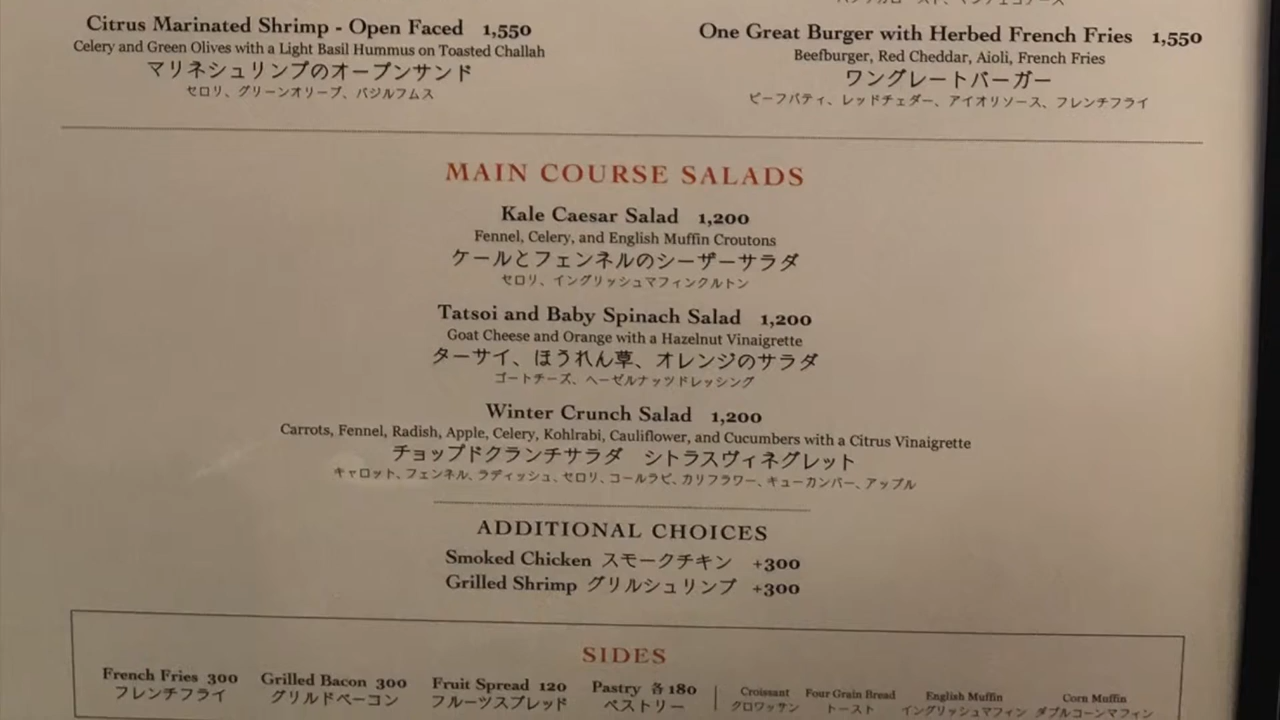 Citrus Marinated Shrimp - Open Faced 1,550
Celery and Green Olives with a Light Basil Hummus on Toasted Challah
マリネシュリンプのオープンサンド
セロリ、グリーンオリーブ、バジルフムス
One Great Burger with Herbed French Fries 1,550
Beefburger, Red Cheddar, Aioli, French Fries
ワングレートバーガー
ビーフパティ、レッドチェダー、アイオリソース、フレンチフライ
MAIN COURSE SALADS
Kale Caesar Salad 1,200
Fennel, Celery, and English Muffin Croutons
ケールとフェンネルのシーザーサラダ
セロリ、イングリッシュマフィンクルトン
Tatsoi and Baby Spinach Salad 1,200
Goat Cheese and Orange with a Hazelnut Vinaigrette
ターサイ、ほうれん草、オレンジのサラダ
ゴートチーズ、ヘーゼルナッツドレッシング
Winter Crunch Salad 1,200
Carrots, Fennel, Radish, Apple, Celery, Kohlrabi, Cauliflower, and Cucumbers with a Citrus Vinaigrette
チョップドクランチサラダ シトラスヴィネグレット
キャロット、フェンネル、ラディッシュ、セロリ、コールラビ、カリフラワー、キューカンバー、アップル
ADDITIONAL CHOICES
Smoked Chicken スモークチキン +300
Grilled Shrimp グリルシュリンプ +300
SIDES
French Fries 300
フレンチフライ
Grilled Bacon 300
グリルドベーコン
Fruit Spread 120
フルーツスプレッド
Pastry 各180
ペストリー
Croissant
クロワッサン
Four Grain Bread
トースト
English Muffin
イングリッシュマフィン
Corn Muffin
ダブルコーンマフィン